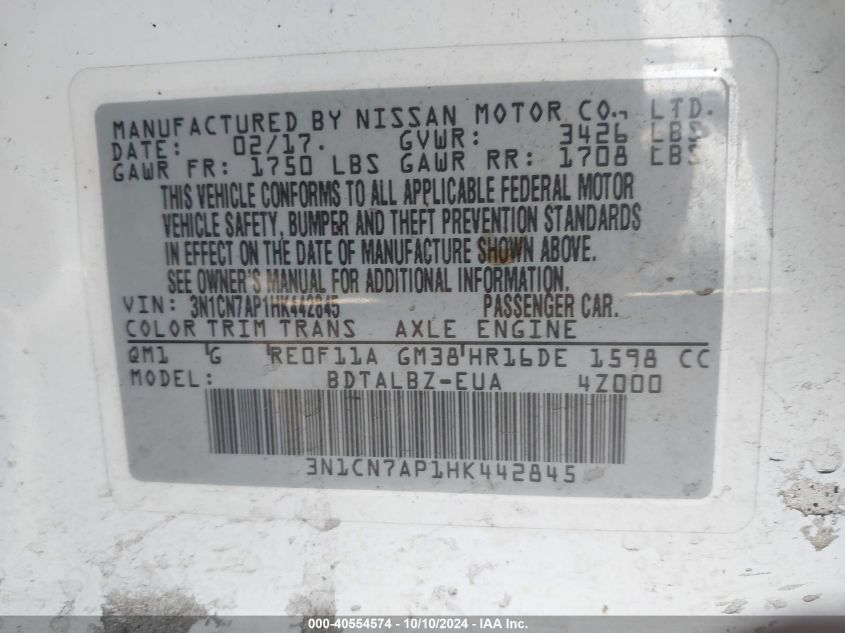 MANUFACTURED BY NISSAN MOTOR CO., LTD.
DATE: 02/17. GVWR: 3426 LBS
GAWR FR: 1750 LBS GAWR RR: 1708 LBS
THIS VEHICLE CONFORMS TO ALL APPLICABLE FEDERAL MOTOR
VEHICLE SAFETY, BUMPER AND THEFT PREVENTION STANDARDS
IN EFFECT ON THE DATE OF MANUFACTURE SHOWN ABOVE.
SEE OWNER'S MANUAL FOR ADDITIONAL INFORMATION.
VIN: 3N1CN7AP1HK442845 PASSENGER CAR.
COLOR TRIM TRANS AXLE ENGINE
QM1 G RE0F11A GM38 HR16DE 1598 CC
MODEL: BDTALBZ-EUA 4Z000
3N1CN7AP1HK442845
000-40554574 - 10/10/2024 - IAA Inc.